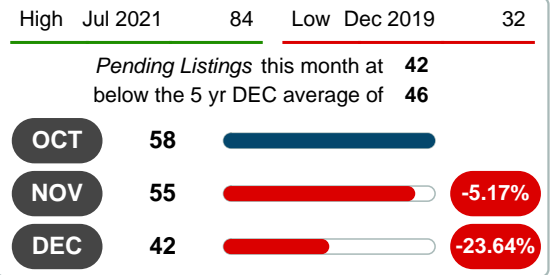 High Jul 2021 84 Low Dec 2019 32
Pending Listings this month at 42
below the 5 yr DEC average of 46
OCT 58
NOV 55 -5.17%
DEC 42 -23.64%